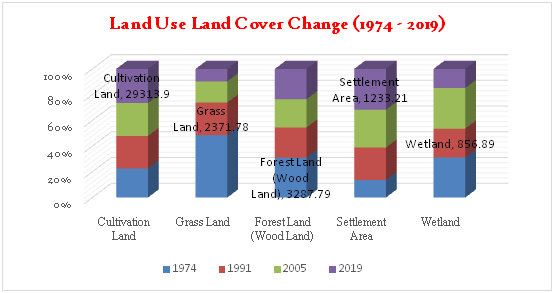 Land Use Land Cover Change (1974 - 2019)
100%
80%
60%
40%
20%
0%
Cultivation
Land, 29313.9
Grass
Land, 2371.78
Forest Land
(Wood
Land), 3287.79
Settlement
Area, 1233.21
Wetland, 856.89
Cultivation
Land
Grass Land
Forest Land
(Wood Land)
Settlement
Area
Wetland
1974
1991
2005
2019